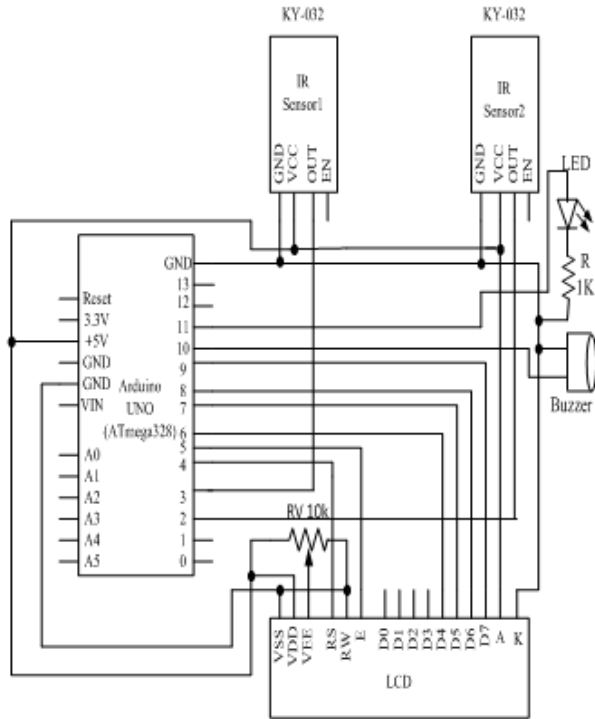 KY-032
KY-032
IR
Sensor1
IR
Sensor2
GND
VCC
OUT
EN
GND
VCC
OUT
EN
LED
R
1K
Buzzer
GND
13
12
11
10
9
8
7
6
5
4
3
2
1
0
Reset
3.3V
+5V
GND
GND
VIN
A0
A1
A2
A3
A4
A5
Arduino
UNO
(ATmega328)
RV 10k
VSS
VDD
VEE
RS
RW
E
D0
D1
D2
D3
D4
D5
D6
D7
A
K
LCD